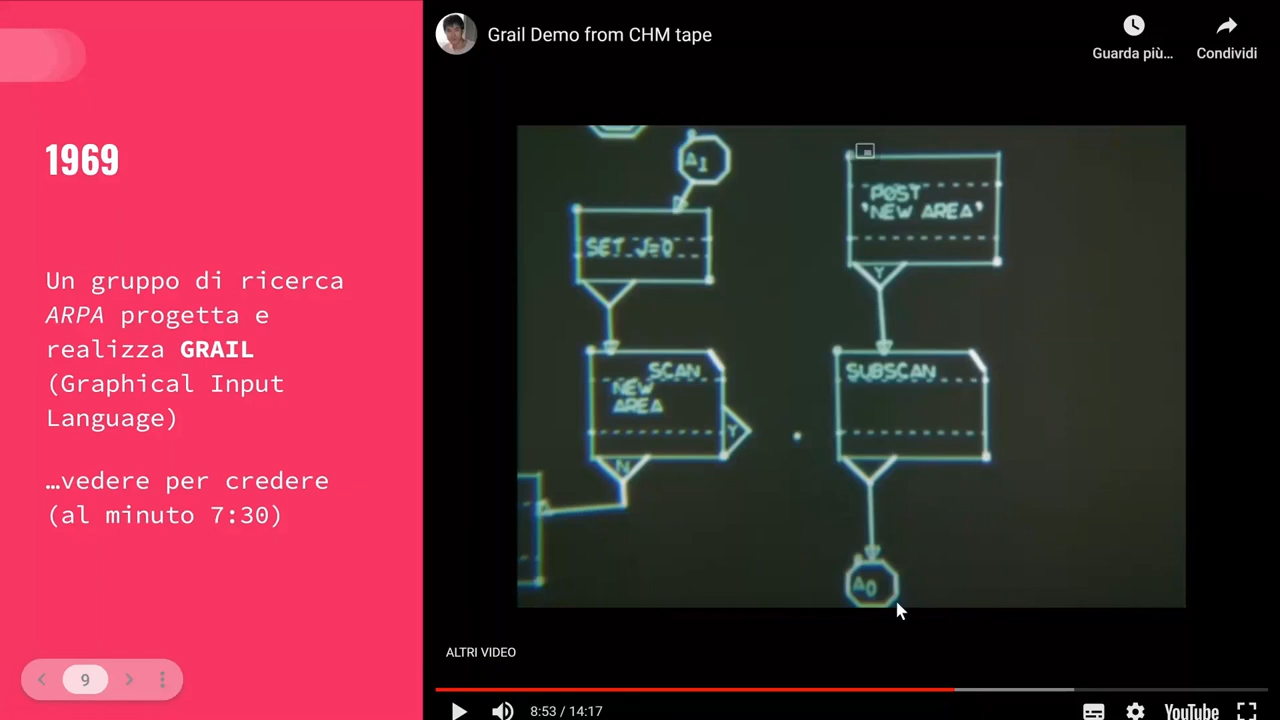 1969
Un gruppo di ricerca
ARPA progetta e
realizza GRAIL
(Graphical Input
Language)
…vedere per credere
(al minuto 7:30)
9
Grail Demo from CHM tape
Guarda più...
Condividi
A1
SET J=0
SCAN
NEW
AREA
Y
N
POST
'NEW AREA'
Y
SUBSCAN
A0
ALTRI VIDEO
8:53 / 14:17
YouTube